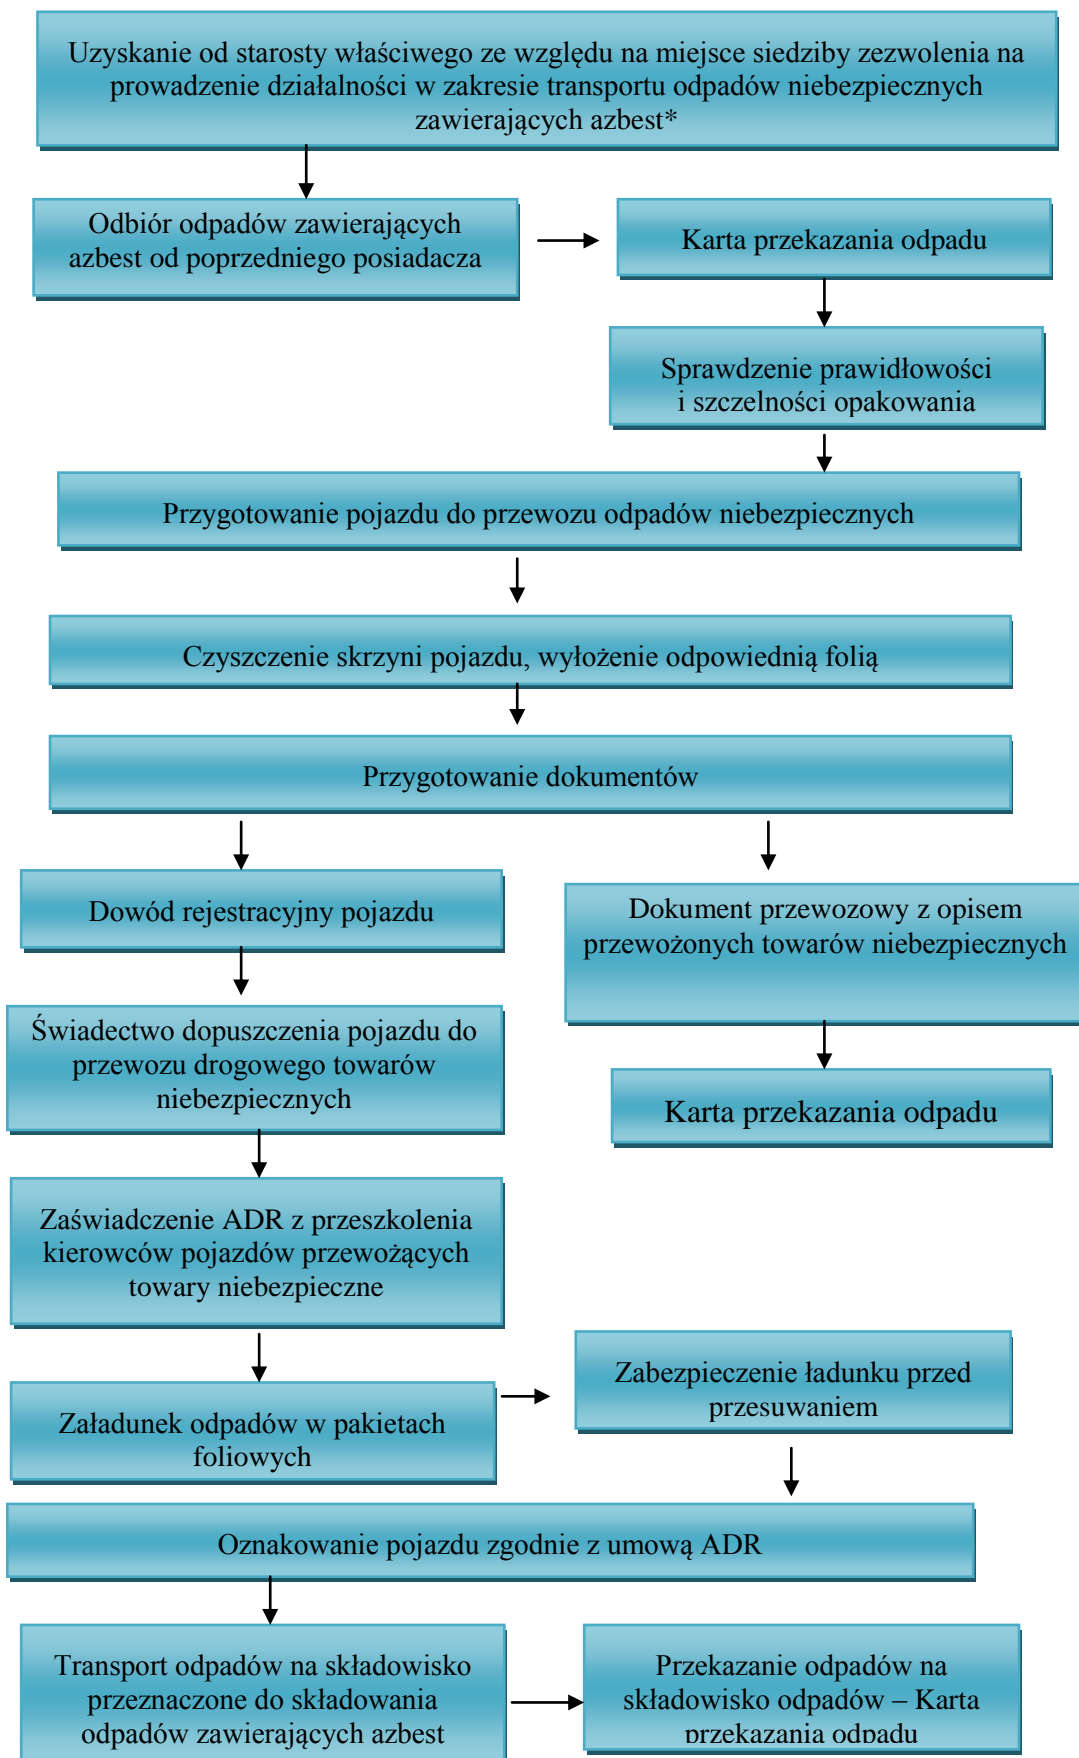 Uzyskanie od starosty właściwego ze względu na miejsce siedziby zezwolenia na
prowadzenie działalności w zakresie transportu odpadów niebezpiecznych
zawierających azbest*
Odbiór odpadów zawierających
azbest od poprzedniego posiadacza
Karta przekazania odpadu
Sprawdzenie prawidłowości
i szczelności opakowania
Przygotowanie pojazdu do przewozu odpadów niebezpiecznych
Czyszczenie skrzyni pojazdu, wyłożenie odpowiednią folią
Przygotowanie dokumentów
Dowód rejestracyjny pojazdu
Dokument przewozowy z opisem
przewożonych towarów niebezpiecznych
Świadectwo dopuszczenia pojazdu do
przewozu drogowego towarów
niebezpiecznych
Karta przekazania odpadu
Zaświadczenie ADR z przeszkolenia
kierowców pojazdów przewożących
towary niebezpieczne
Załadunek odpadów w pakietach
foliowych
Zabezpieczenie ładunku przed
przesuwaniem
Oznakowanie pojazdu zgodnie z umową ADR
Transport odpadów na składowisko
przeznaczone do składowania
odpadów zawierających azbest
Przekazanie odpadów na
składowisko odpadów – Karta
przekazania odpadu